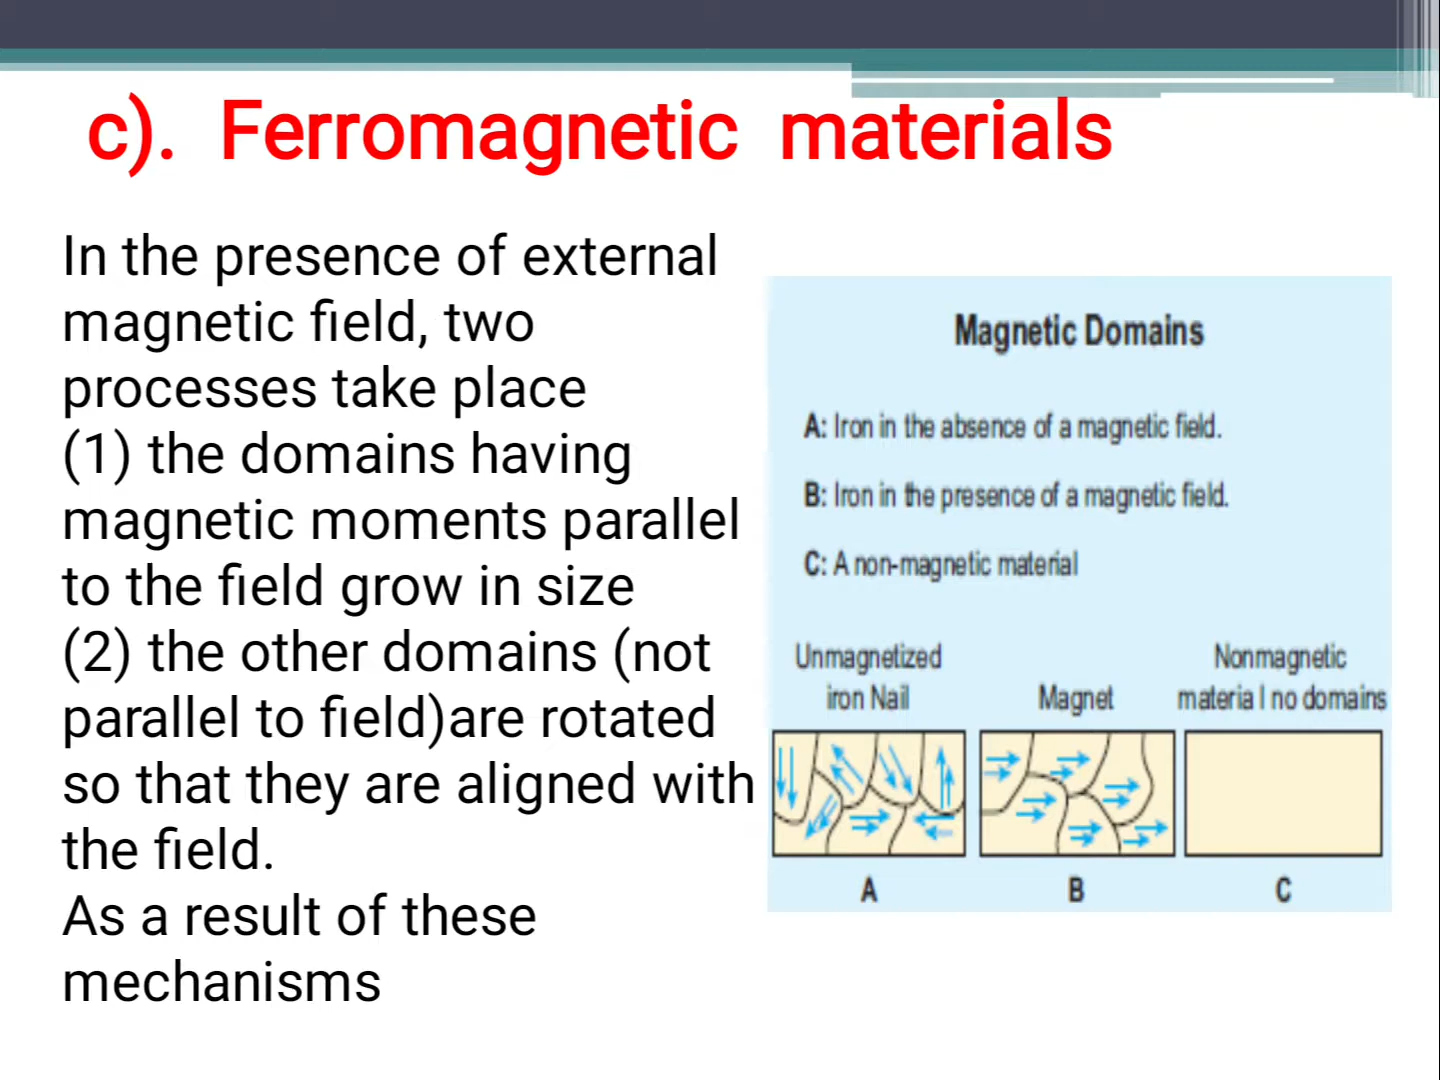 c). Ferromagnetic materials
In the presence of external
magnetic field, two
processes take place
(1) the domains having
magnetic moments parallel
to the field grow in size
(2) the other domains (not
parallel to field)are rotated
so that they are aligned with
the field.
As a result of these
mechanisms
Magnetic Domains
A: Iron in the absence of a magnetic field.
B: Iron in the presence of a magnetic field.
C: A non-magnetic material
Unmagnetized
iron Nail
Magnet
Nonmagnetic
materia l no domains
A
B
C